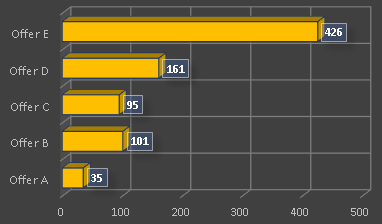 Offer E 426
Offer D 161
Offer C 95
Offer B 101
Offer A 35
0 100 200 300 400 500